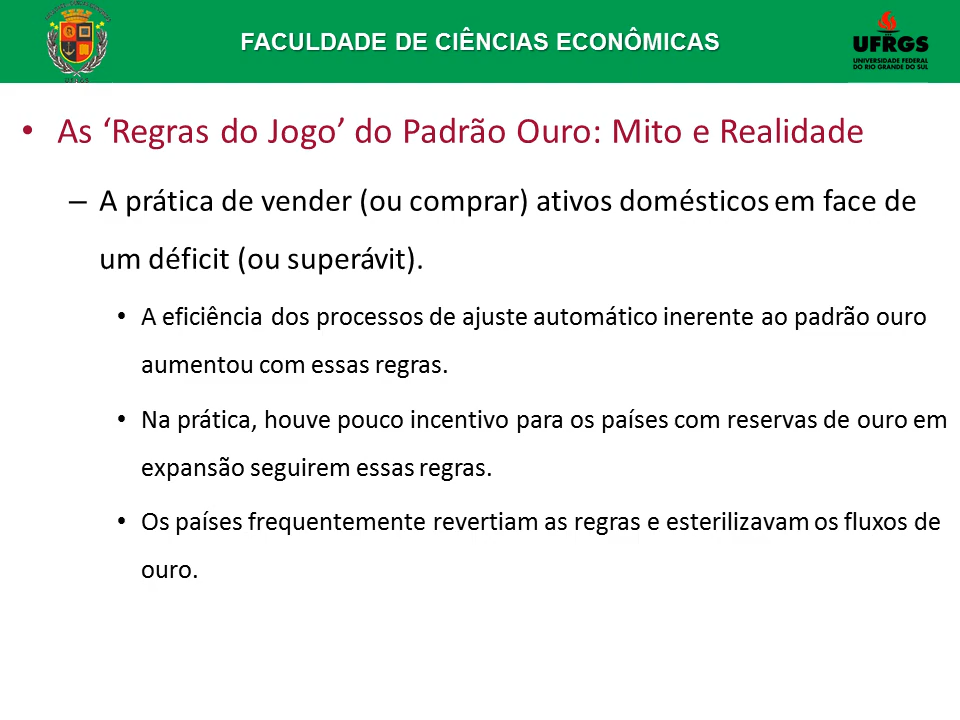 FACULDADE DE CIÊNCIAS ECONÔMICAS
UFRGS
UNIVERSIDADE FEDERAL
DO RIO GRANDE DO SUL
UFRGS
• As ‘Regras do Jogo’ do Padrão Ouro: Mito e Realidade
– A prática de vender (ou comprar) ativos domésticos em face de
um déficit (ou superávit).
• A eficiência dos processos de ajuste automático inerente ao padrão ouro
aumentou com essas regras.
• Na prática, houve pouco incentivo para os países com reservas de ouro em
expansão seguirem essas regras.
• Os países frequentemente revertiam as regras e esterilizavam os fluxos de
ouro.